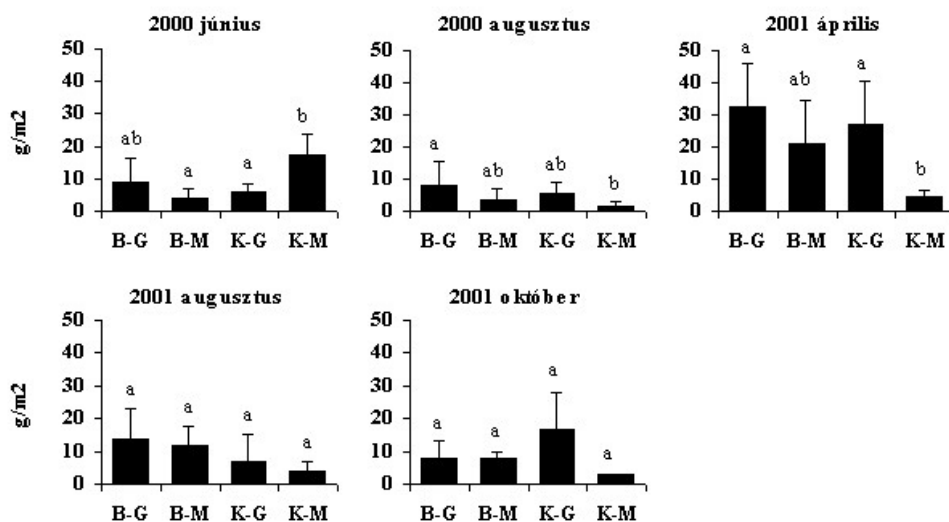 2000 június
50
40
30
20
10
0
g/m2
ab
a
a
b
B-G B-M K-G K-M
2000 augusztus
50
40
30
20
10
0
a
ab
ab
b
B-G B-M K-G K-M
2001 április
50
40
30
20
10
0
a
ab
a
b
B-G B-M K-G K-M
2001 augusztus
50
40
30
20
10
0
g/m2
a
a
a
a
B-G B-M K-G K-M
2001 október
50
40
30
20
10
0
a
a
a
a
B-G B-M K-G K-M